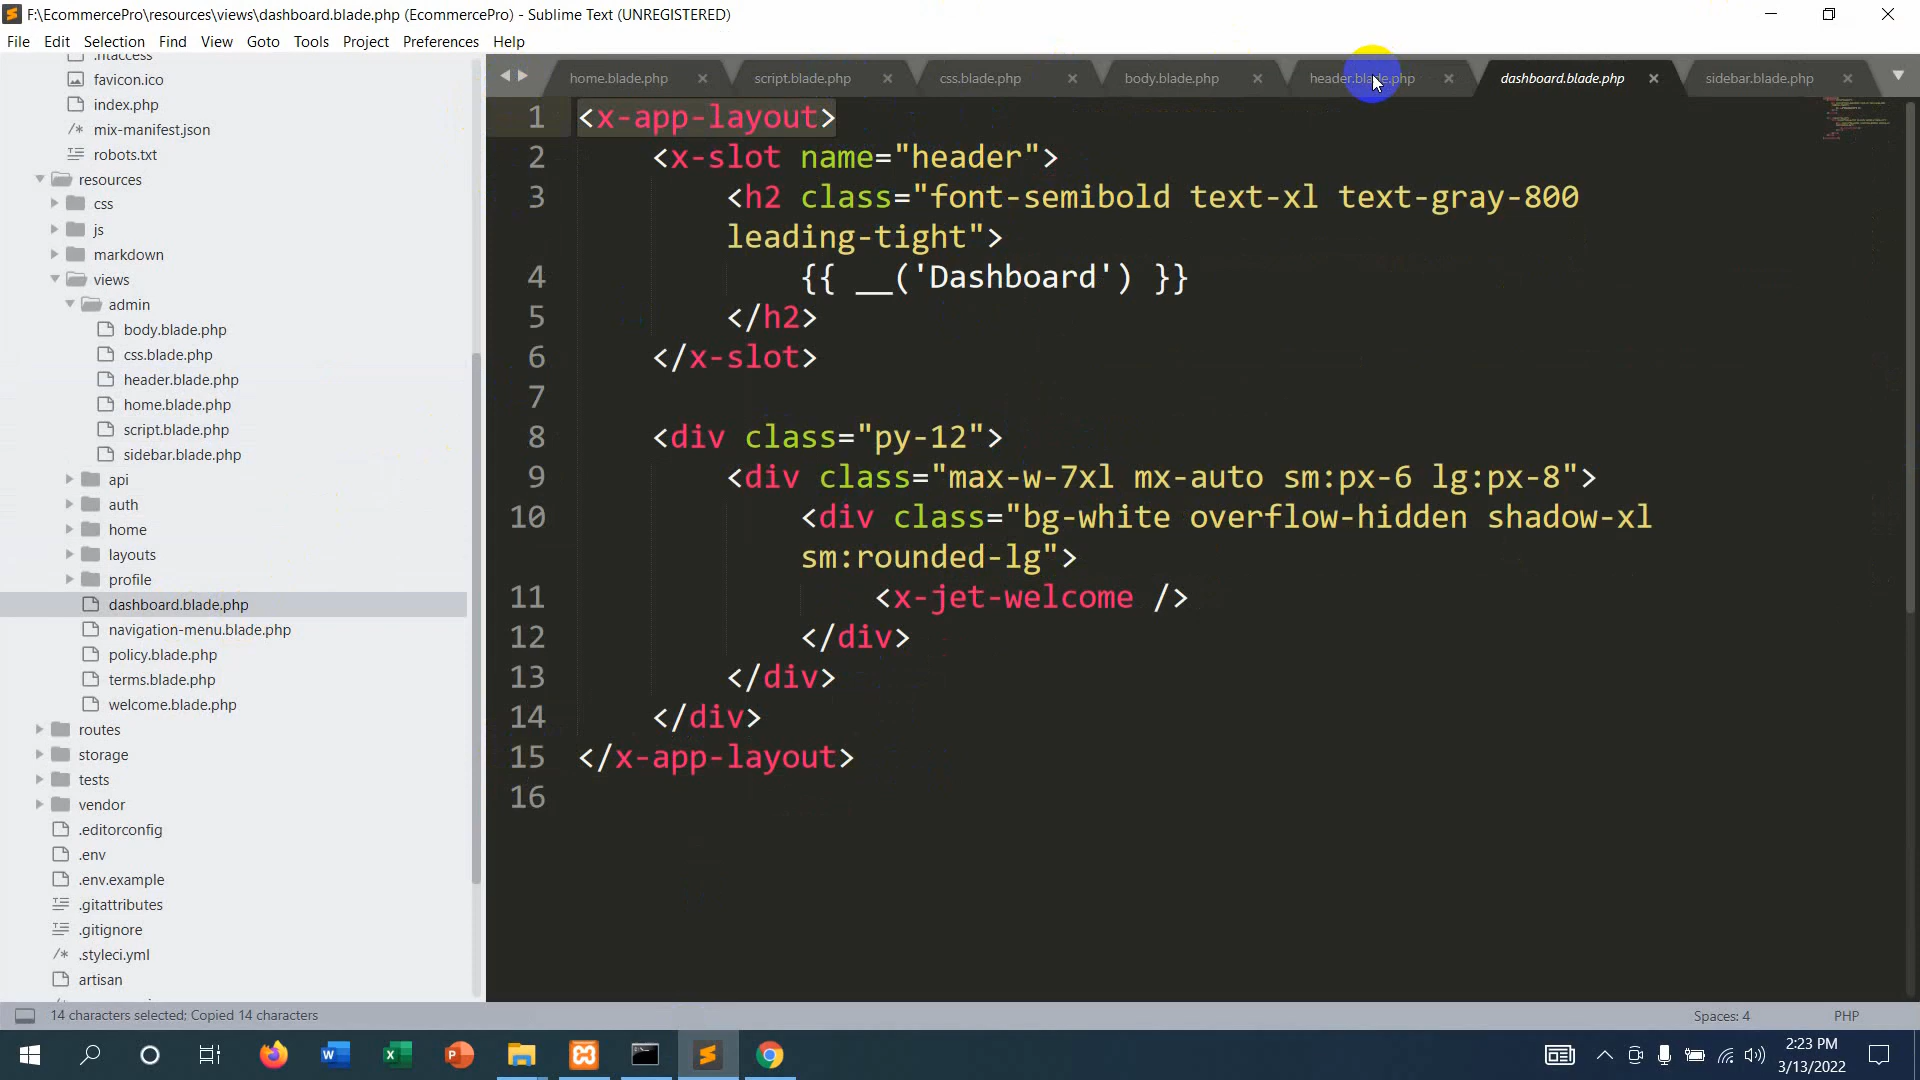 F:\EcommercePro\resources\views\dashboard.blade.php (EcommercePro) - Sublime Text (UNREGISTERED)
File Edit Selection Find View Goto Tools Project Preferences Help
home.blade.php script.blade.php css.blade.php body.blade.php header.blade.php dashboard.blade.php sidebar.blade.php
.htaccess
favicon.ico
index.php
mix-manifest.json
robots.txt
resources
css
js
markdown
views
admin
body.blade.php
css.blade.php
header.blade.php
home.blade.php
script.blade.php
sidebar.blade.php
api
auth
home
layouts
profile
dashboard.blade.php
navigation-menu.blade.php
policy.blade.php
terms.blade.php
welcome.blade.php
routes
storage
tests
vendor
.editorconfig
.env
.env.example
.gitattributes
.gitignore
.styleci.yml
artisan
1 <x-app-layout>
2 <x-slot name="header">
3 <h2 class="font-semibold text-xl text-gray-800
leading-tight">
4 {{ __('Dashboard') }}
5 </h2>
6 </x-slot>
7
8 <div class="py-12">
9 <div class="max-w-7xl mx-auto sm:px-6 lg:px-8">
10 <div class="bg-white overflow-hidden shadow-xl
sm:rounded-lg">
11 <x-jet-welcome />
12 </div>
13 </div>
14 </div>
15 </x-app-layout>
16
14 characters selected; Copied 14 characters
Spaces: 4 PHP
2:23 PM
3/13/2022